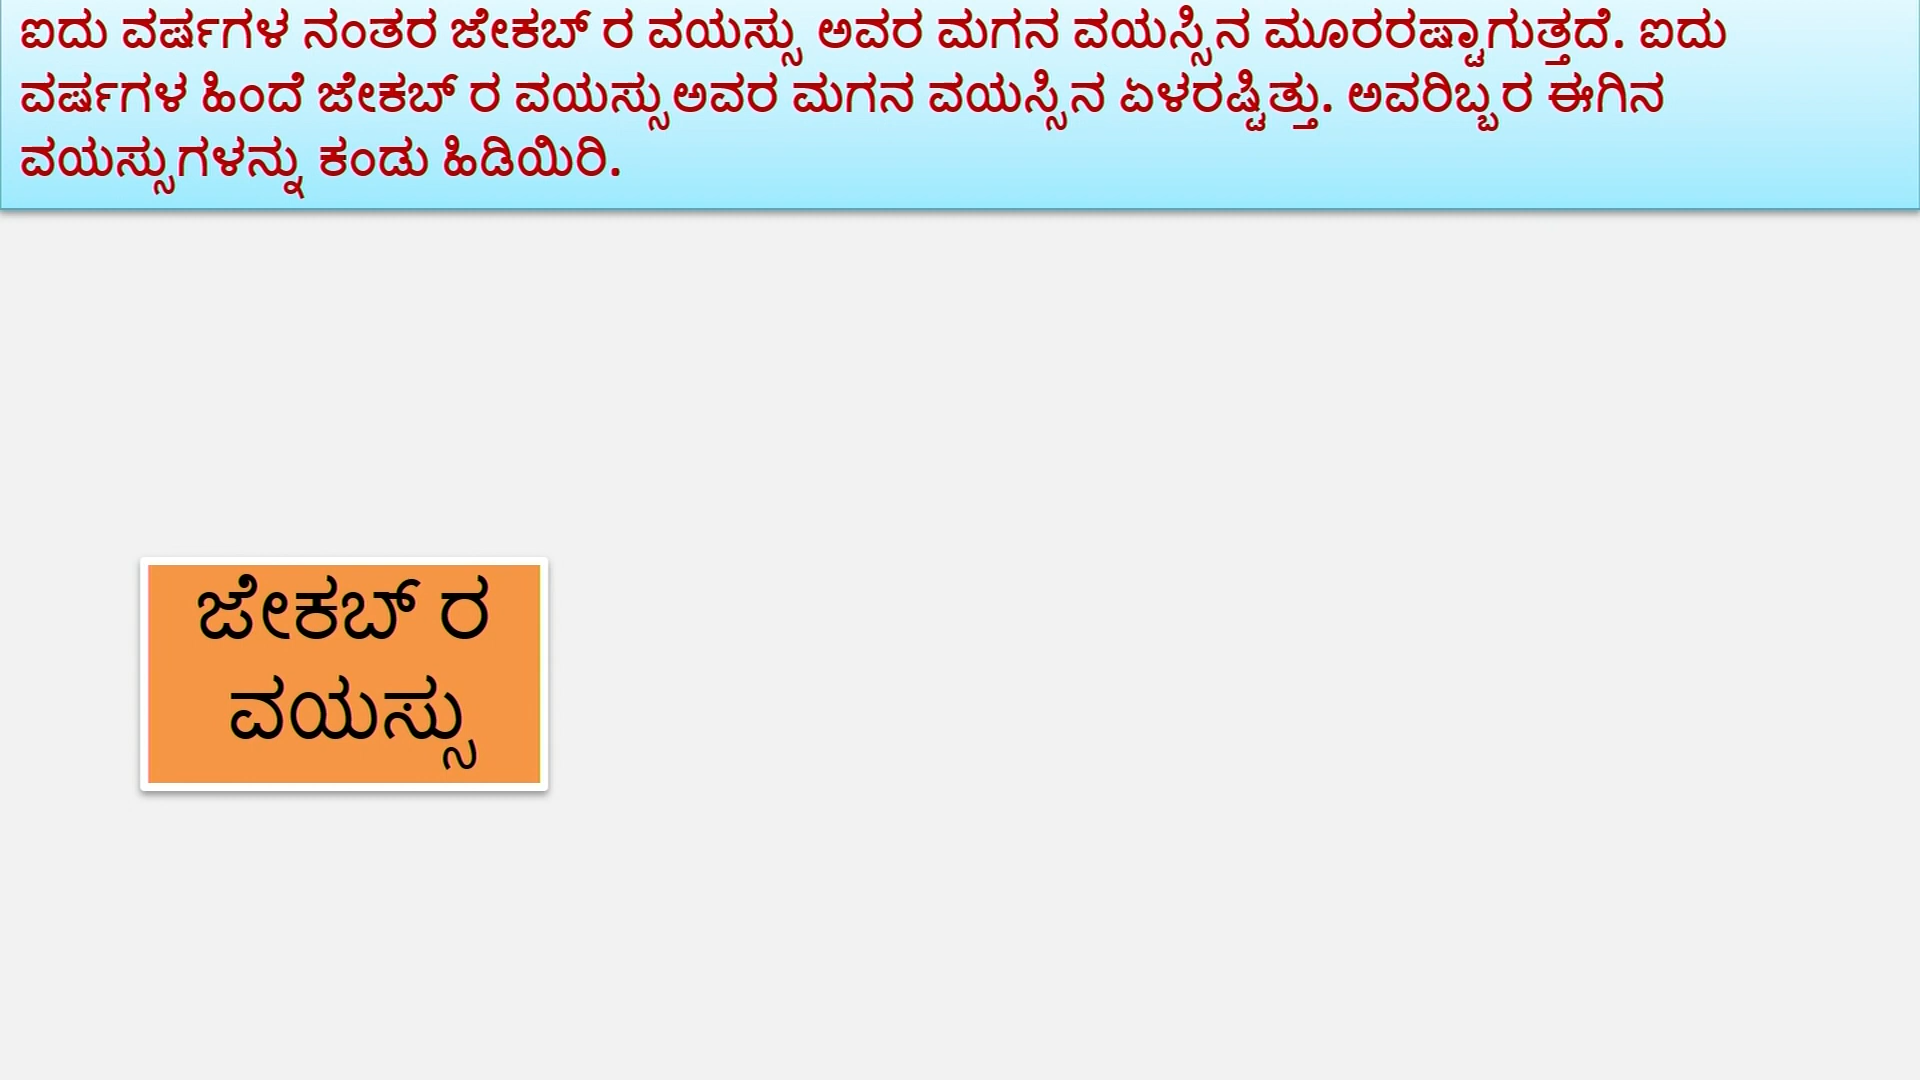 ಐದು ವರ್ಷಗಳ ನಂತರ ಜೇಕಬ್ ರ ವಯಸ್ಸು ಅವರ ಮಗನ ವಯಸ್ಸಿನ ಮೂರರಷ್ಟಾಗುತ್ತದೆ. ಐದು
ವರ್ಷಗಳ ಹಿಂದೆ ಜೇಕಬ್ ರ ವಯಸ್ಸುಅವರ ಮಗನ ವಯಸ್ಸಿನ ಏಳರಷ್ಟಿತ್ತು. ಅವರಿಬ್ಬರ ಈಗಿನ
ವಯಸ್ಸುಗಳನ್ನು ಕಂಡು ಹಿಡಿಯಿರಿ.
ಜೇಕಬ್ ರ
ವಯಸ್ಸು